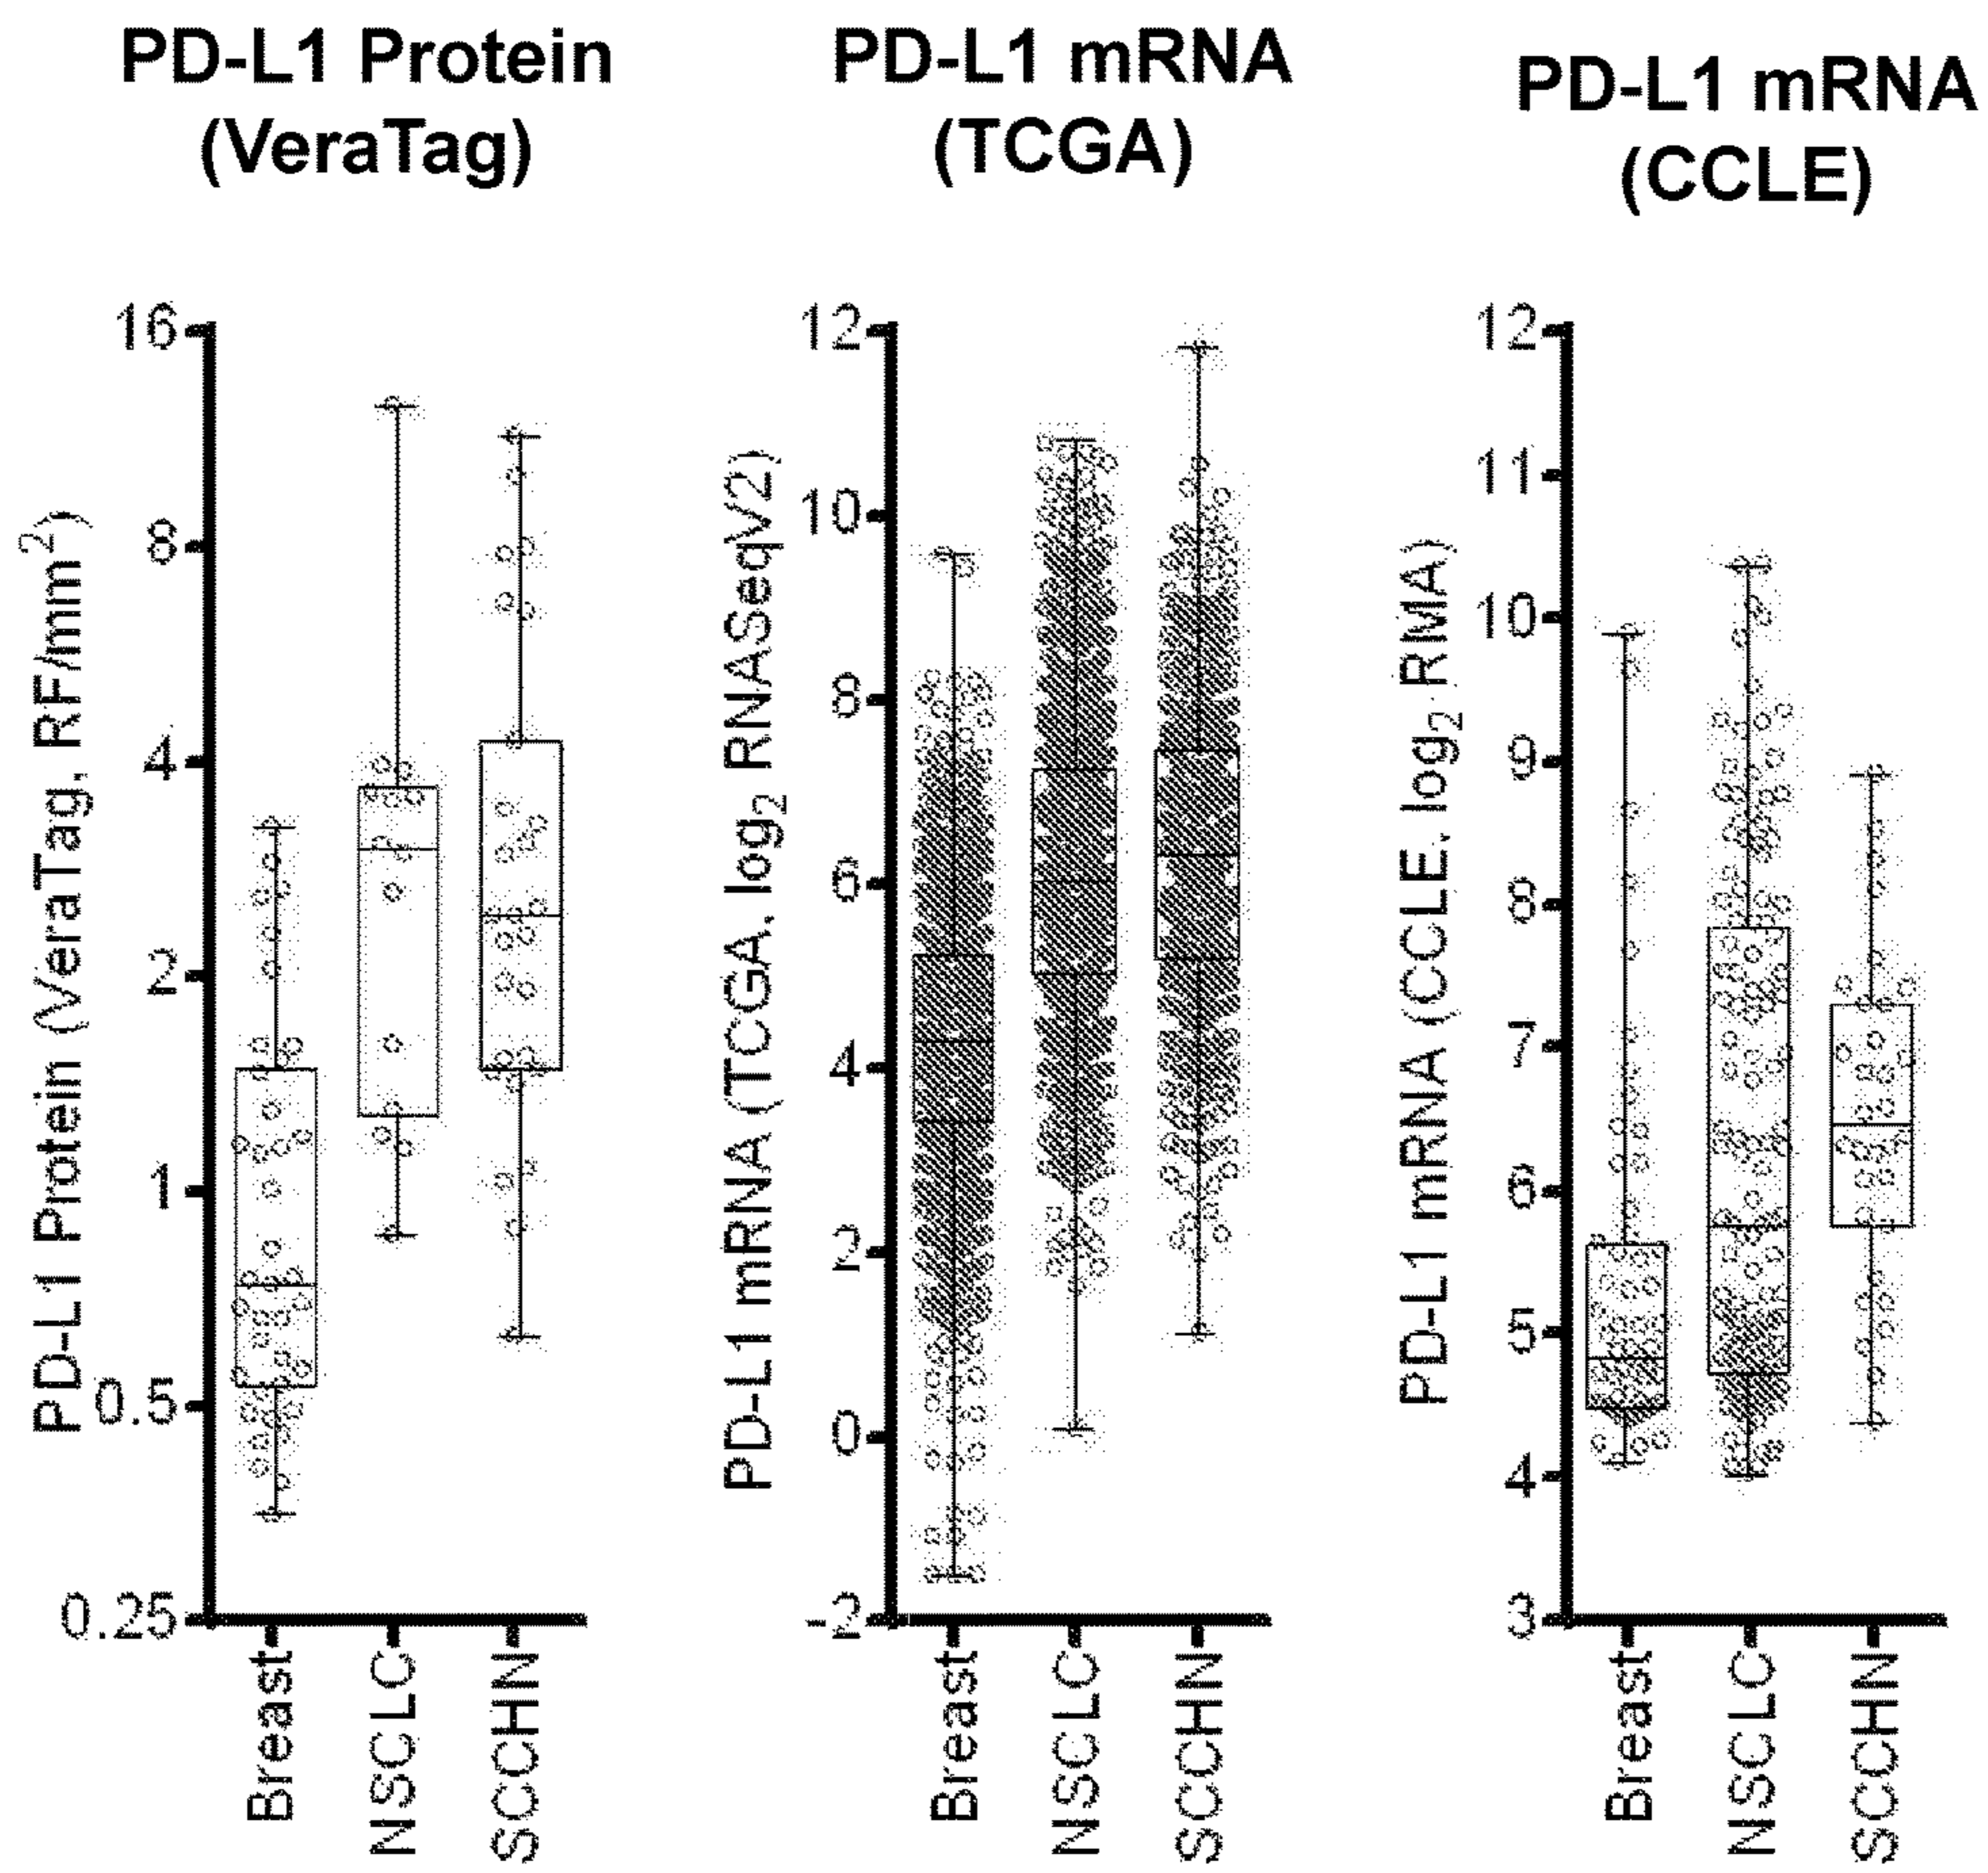 PD-L1 Protein
(VeraTag)
PD-L1 Protein (VeraTag, RF/mm²)
16
8
4
2
1
0.5
0.25
Breast
NSCLC
SCCHN
PD-L1 mRNA
(TCGA)
PD-L1 mRNA (TCGA, log₂ RNASeqV2)
12
10
8
6
4
2
0
-2
Breast
NSCLC
SCCHN
PD-L1 mRNA
(CCLE)
PD-L1 mRNA (CCLE, log₂ RMA)
12
11
10
9
8
7
6
5
4
3
Breast
NSCLC
SCCHN